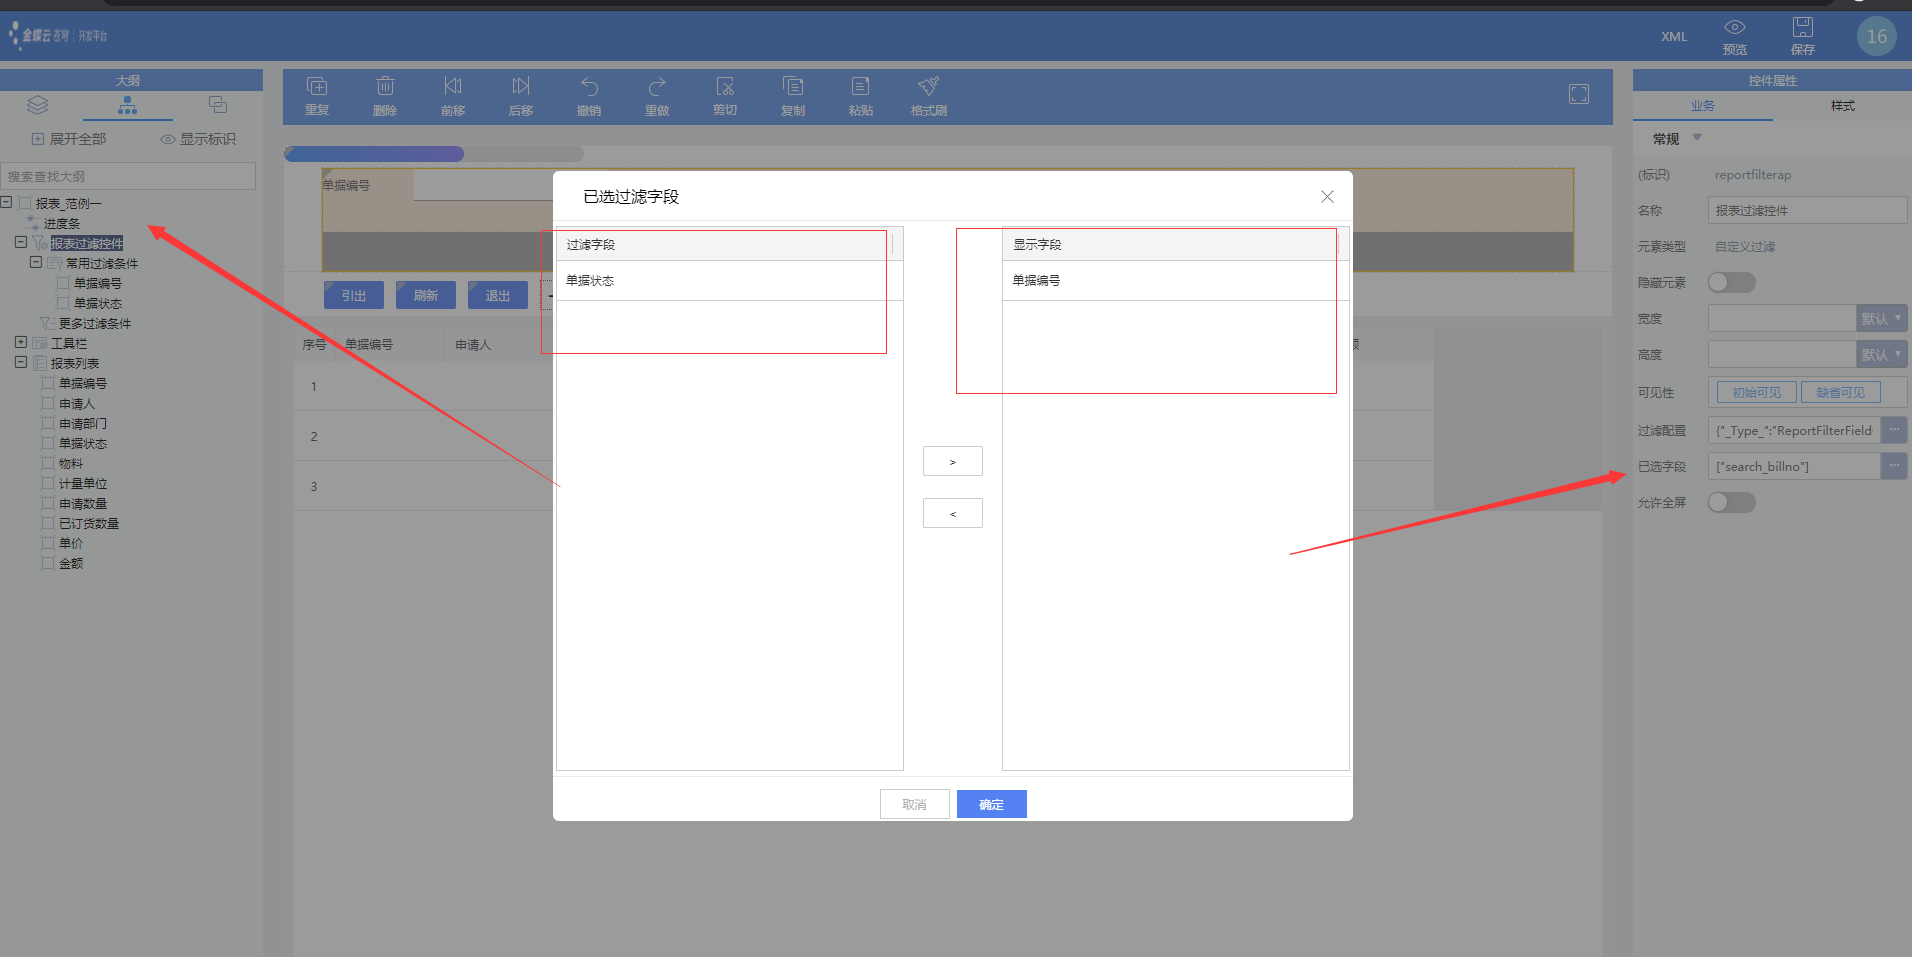 金蝶云 苍穹 | 开发平台
XML
预览
保存
16
大纲
展开全部
显示标识
搜索查找大纲
报表_范例一
进度条
报表过滤控件
常用过滤条件
单据编号
单据状态
更多过滤条件
工具栏
报表列表
单据编号
申请人
申请部门
单据状态
物料
计量单位
申请数量
已订货数量
单价
金额
重复
删除
前移
后移
撤销
重做
剪切
复制
粘贴
格式刷
单据编号
引出
刷新
退出
序号
单据编号
申请人
1
2
3
已选过滤字段
过滤字段
单据状态
>
<
显示字段
单据编号
取消
确定
控件属性
业务
样式
常规
(标识)
reportfilterap
名称
报表过滤控件
元素类型
自定义过滤
隐藏元素
宽度
默认
高度
默认
可见性
初始可见
缺省可见
过滤配置
{"_Type_":"ReportFilterField
...
已选字段
["search_billno"]
...
允许全屏